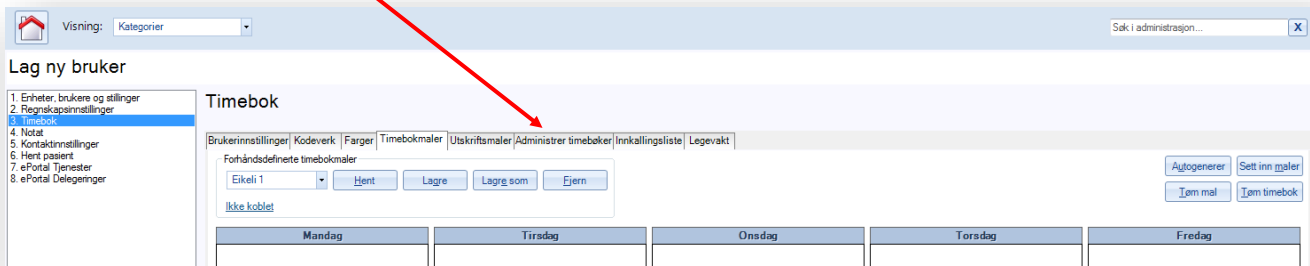 Visning: Kategorier Søk i administrasjon... X
Lag ny bruker
1. Enheter, brukere og stillinger
2. Regnskapsinnstillinger
3. Timebok
4. Notat
5. Kontaktinnstillinger
6. Hent pasient
7. ePortal Tjenester
8. ePortal Delegeringer
Timebok
Brukerinnstillinger Kodeverk Farger Timebokmaler Utskriftsmaler Administrer timebøker Innkallingsliste Legevakt
Forhåndsdefinerte timebokmaler
Eikeli 1 Hent Lagre Lagre som Fjern
Ikke koblet
Autogenerer Sett inn maler
Tøm mal Tøm timebok
Mandag Tirsdag Onsdag Torsdag Fredag